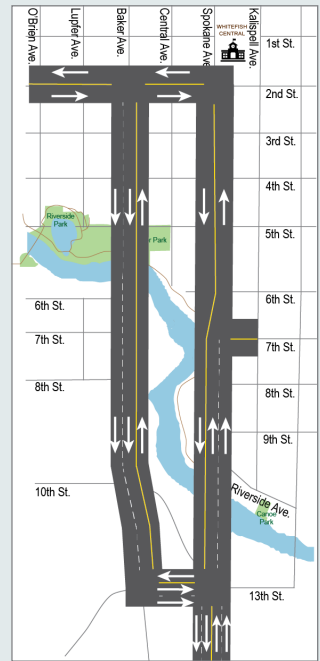 O'Brien Ave.
Lupfer Ave.
Baker Ave.
Central Ave.
Spokane Ave.
Kalispell Ave.
WHITEFISH
CENTRAL
1st St.
2nd St.
3rd St.
4th St.
Riverside
Park
r Park
5th St.
6th St.
6th St.
7th St.
7th St.
8th St.
8th St.
9th St.
10th St.
Riverside Ave.
Canoe
Park
13th St.